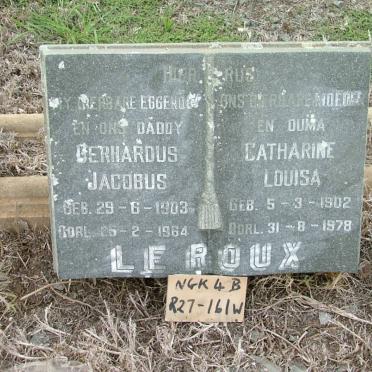 HIER RUS
MY DIERBARE EGGENOOT
EN ONS DADDY
GERHARDUS
JACOBUS
GEB. 29-6-1903
OORL. 25-2-1964
ONS DIERBARE MOEDER
EN OUMA
CATHARINE
LOUISA
GEB. 5-3-1902
OORL. 31-8-1978
LE ROUX
NGK 4 B
R27-161W